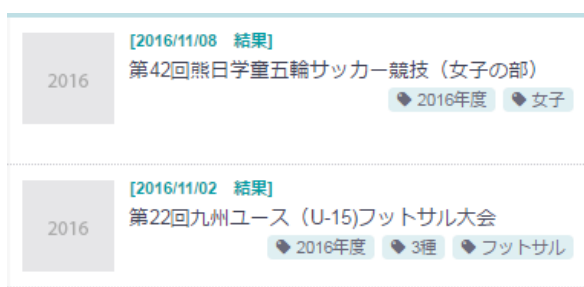 [2016/11/08　結果]
2016
第42回熊日学童五輪サッカー競技（女子の部）
2016年度 女子
[2016/11/02　結果]
2016
第22回九州ユース（U-15)フットサル大会
2016年度 3種 フットサル